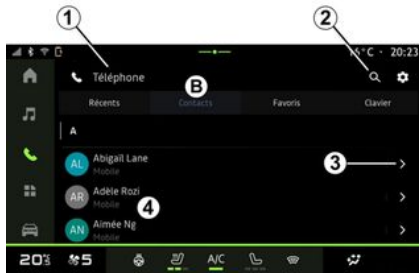 1
2
15°C · 20:23
Téléphone
B
Récents Contacts Favoris Clavier
A
AL Abigail Lane
Mobile
3
AR Adèle Rozi
Mobile
4
AN Aimée Ng
Mobile
20° 5 A/C